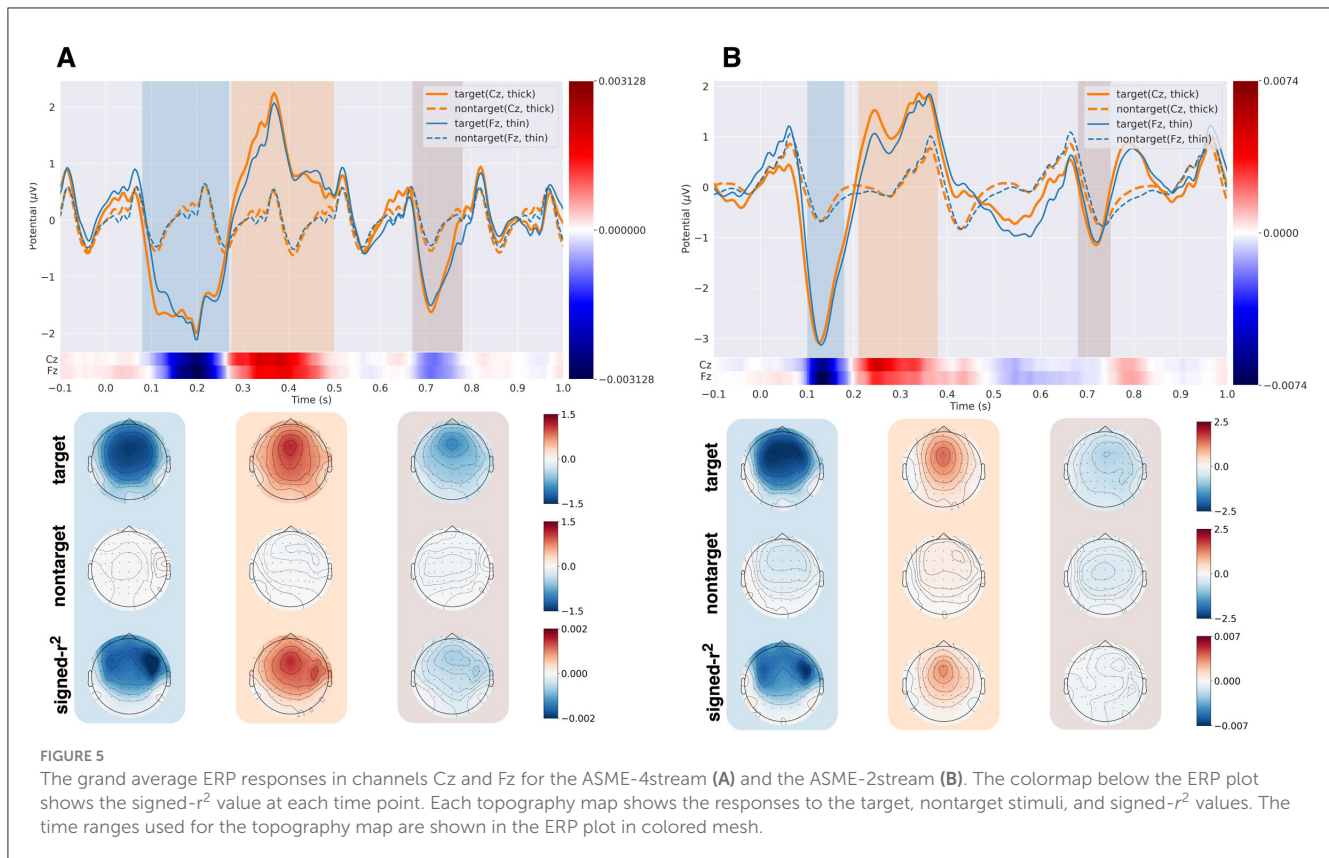 A
B
target(Cz, thick)
nontarget(Cz, thick)
target(Fz, thin)
nontarget(Fz, thin)
Potential (μV)
2
1
0
−1
−2
Cz
Fz
−0.1 0.0 0.1 0.2 0.3 0.4 0.5 0.6 0.7 0.8 0.9 1.0
Time (s)
0.003128
0.000000
−0.003128
target(Cz, thick)
nontarget(Cz, thick)
target(Fz, thin)
nontarget(Fz, thin)
Potential (μV)
2
1
0
−1
−2
−3
Cz
Fz
−0.1 0.0 0.1 0.2 0.3 0.4 0.5 0.6 0.7 0.8 0.9 1.0
Time (s)
0.0074
0.0000
−0.0074
target
1.5
0.0
−1.5
nontarget
1.5
0.0
−1.5
signed-r²
0.002
0.000
−0.002
target
2.5
0.0
−2.5
nontarget
2.5
0.0
−2.5
signed-r²
0.007
0.000
−0.007
FIGURE 5
The grand average ERP responses in channels Cz and Fz for the ASME-4stream (A) and the ASME-2stream (B). The colormap below the ERP plot
shows the signed-r² value at each time point. Each topography map shows the responses to the target, nontarget stimuli, and signed-r² values. The
time ranges used for the topography map are shown in the ERP plot in colored mesh.